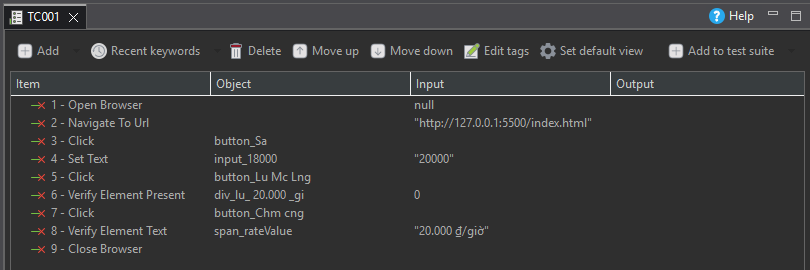 TC001
Help
Add Recent keywords Delete Move up Move down Edit tags Set default view Add to test suite
Item Object Input Output
1 - Open Browser null
2 - Navigate To Url "http://127.0.0.1:5500/index.html"
3 - Click button_Sa
4 - Set Text input_18000 "20000"
5 - Click button_Lu Mc Lng
6 - Verify Element Present div_lu_ 20.000 _gi 0
7 - Click button_Chm cng
8 - Verify Element Text span_rateValue "20.000 ₫/giờ"
9 - Close Browser